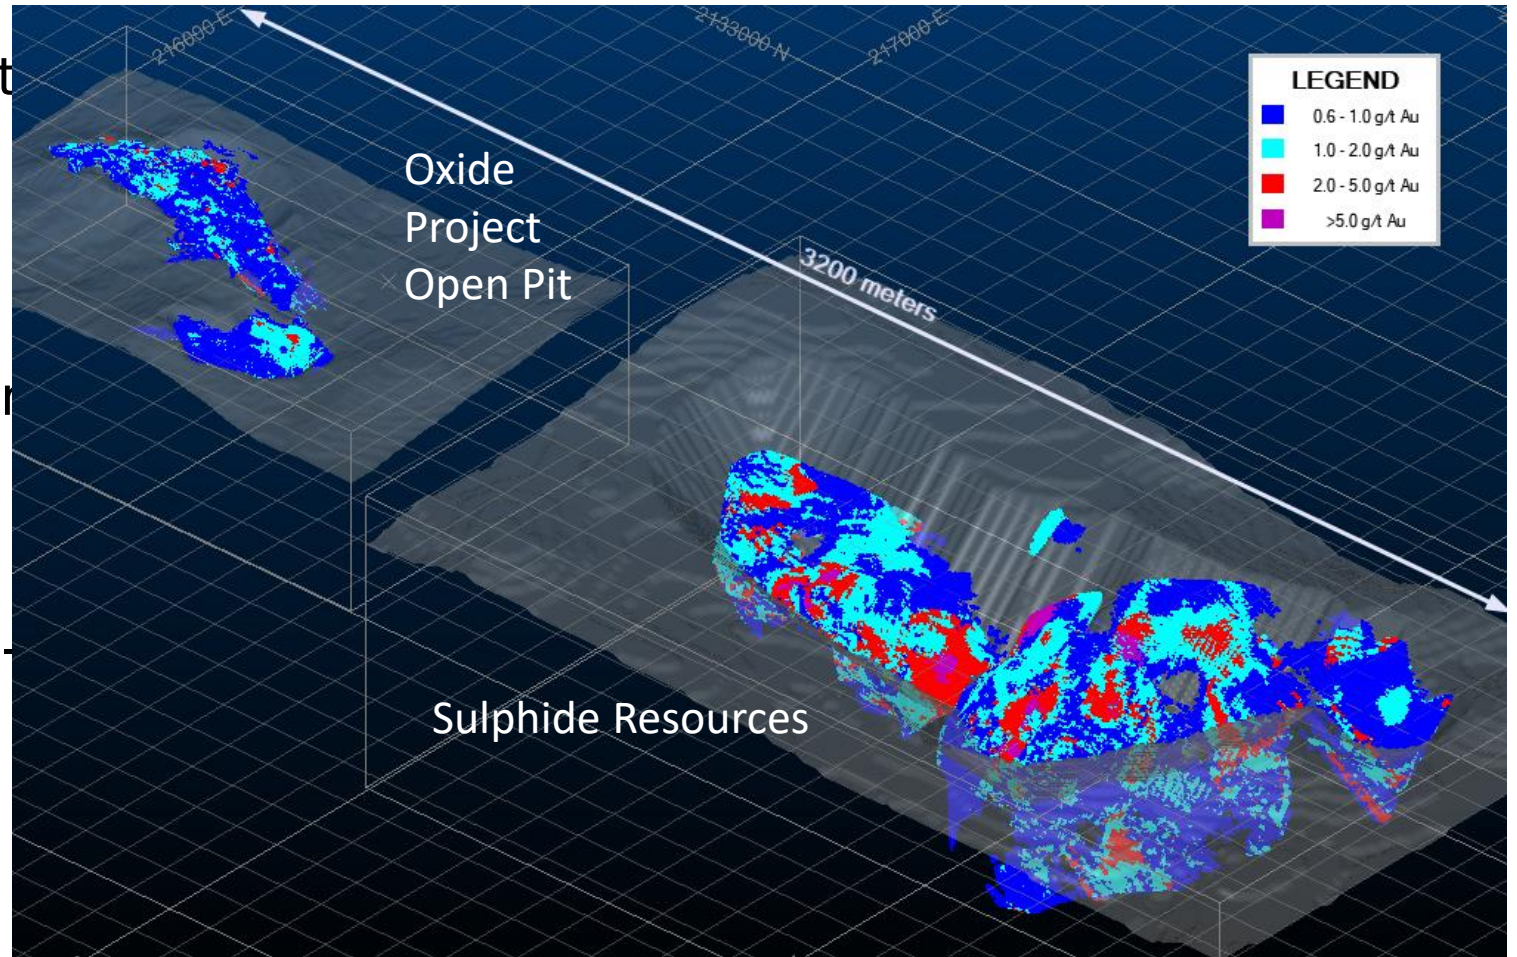 216000 E
2133000 N
217000 E
LEGEND
0.6 - 1.0 g/t Au
1.0 - 2.0 g/t Au
2.0 - 5.0 g/t Au
>5.0 g/t Au
Oxide
Project
Open Pit
3200 meters
Sulphide Resources